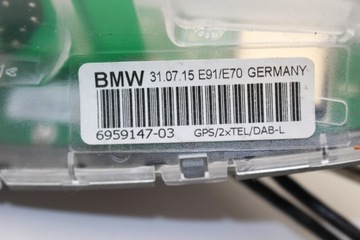 BMW 31.07.15 E91/E70 GERMANY
6959147-03 GPS/2xTEL/DAB-L